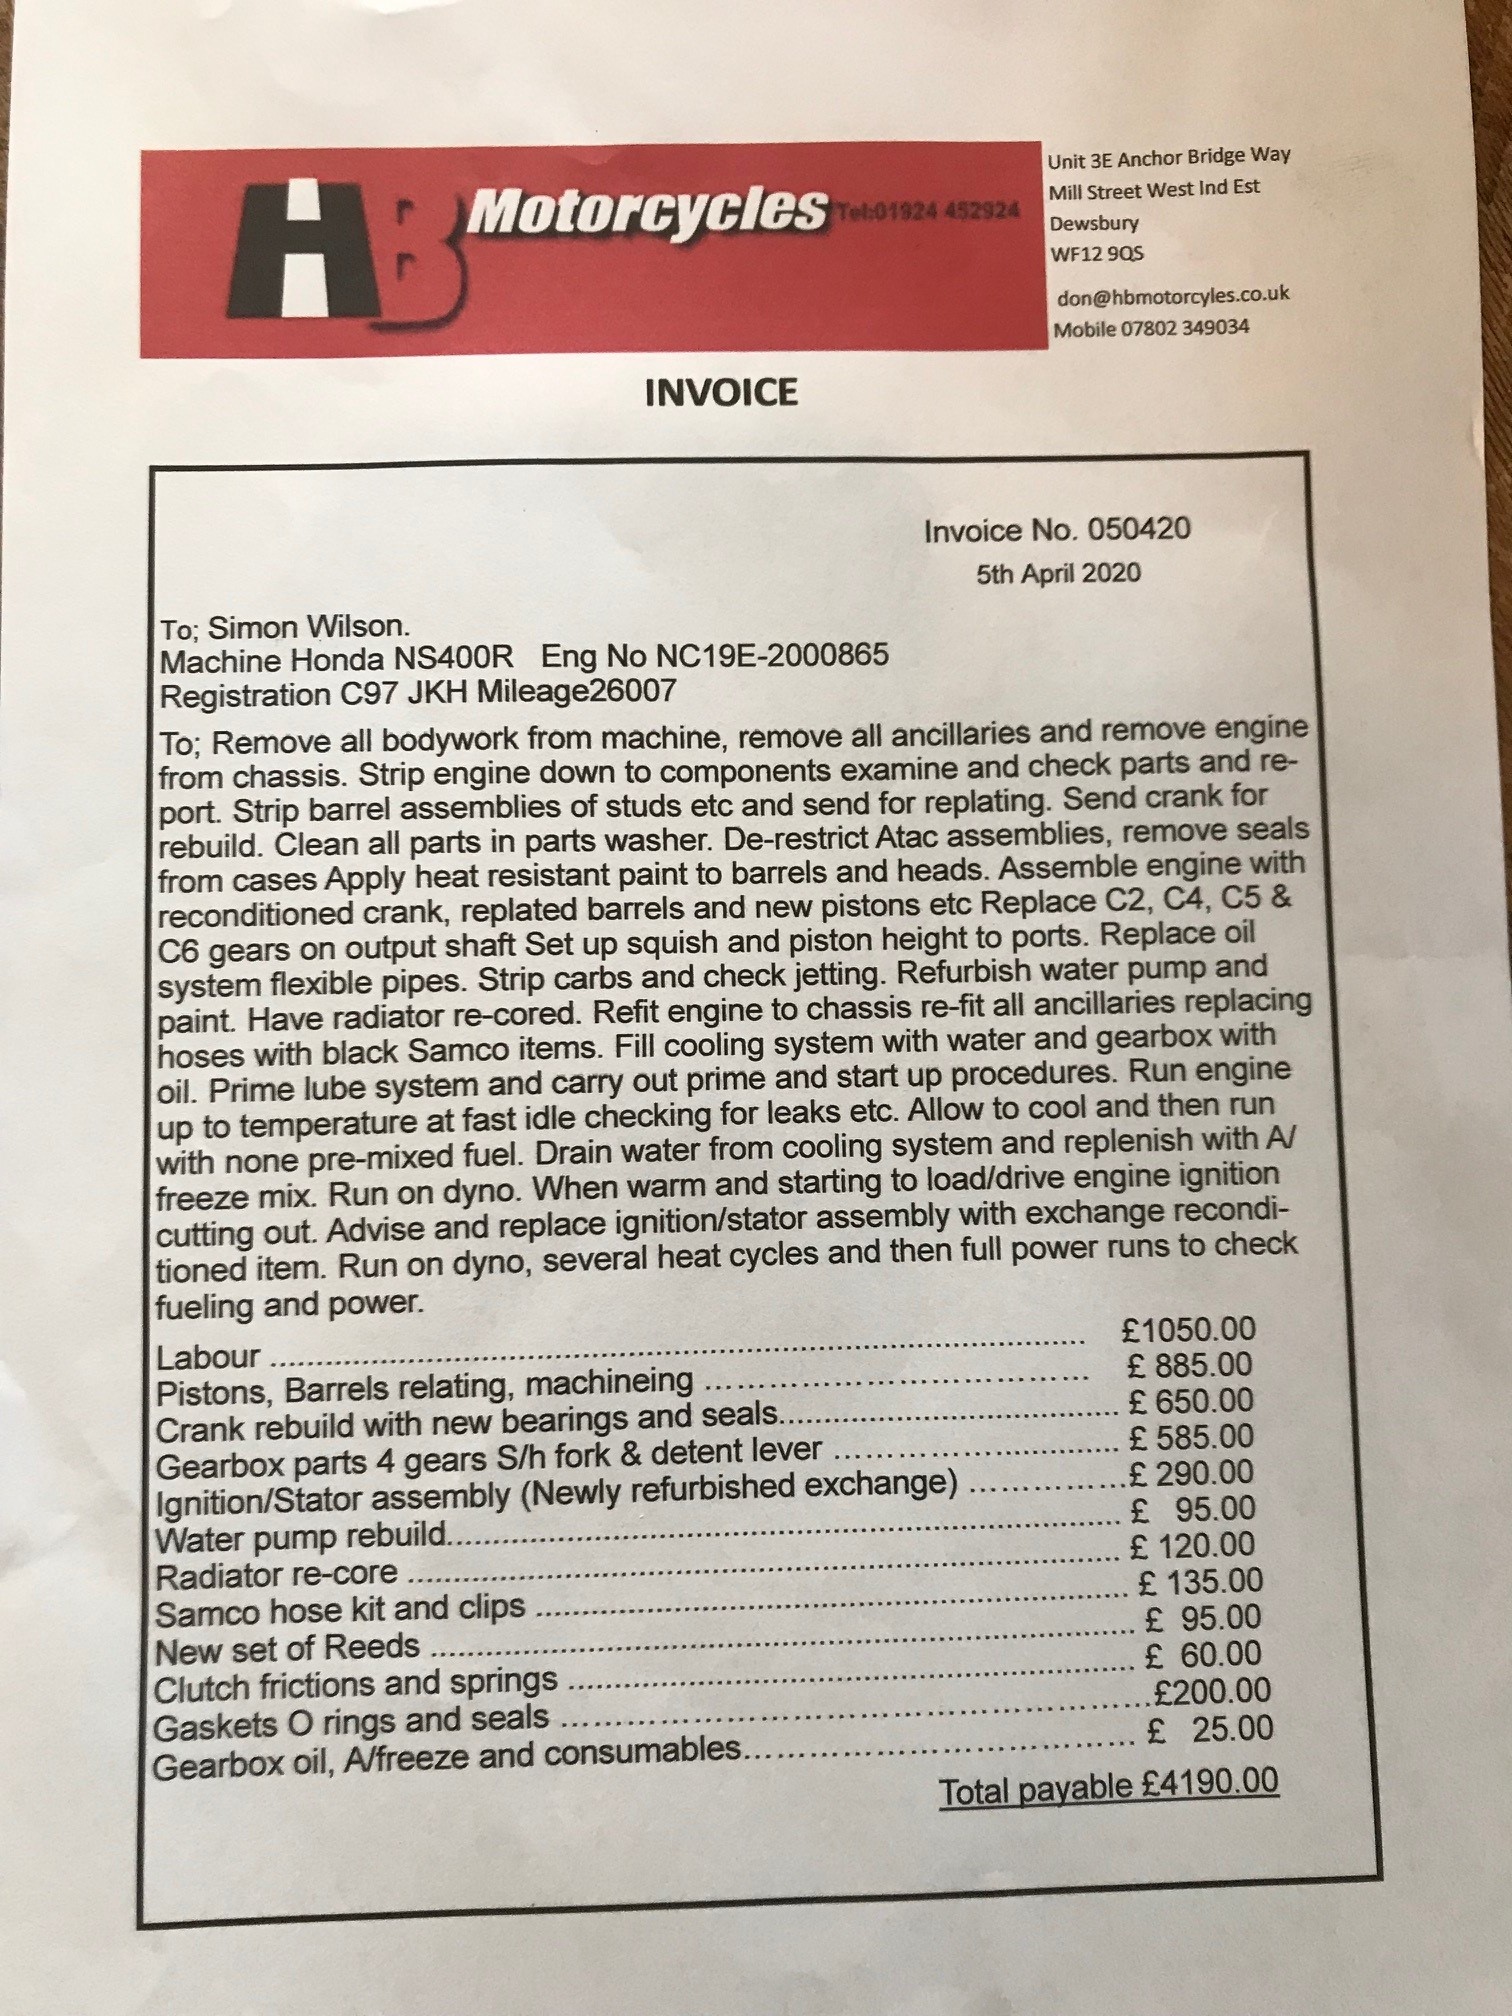 HB Motorcycles Tel:01924 452924
Unit 3E Anchor Bridge Way
Mill Street West Ind Est
Dewsbury
WF12 9QS
don@hbmotorcyles.co.uk
Mobile 07802 349034
INVOICE
Invoice No. 050420
5th April 2020
To; Simon Wilson.
Machine Honda NS400R Eng No NC19E-2000865
Registration C97 JKH Mileage26007
To; Remove all bodywork from machine, remove all ancillaries and remove engine
from chassis. Strip engine down to components examine and check parts and re-
port. Strip barrel assemblies of studs etc and send for replating. Send crank for
rebuild. Clean all parts in parts washer. De-restrict Atac assemblies, remove seals
from cases Apply heat resistant paint to barrels and heads. Assemble engine with
reconditioned crank, replated barrels and new pistons etc Replace C2, C4, C5 &
C6 gears on output shaft Set up squish and piston height to ports. Replace oil
system flexible pipes. Strip carbs and check jetting. Refurbish water pump and
paint. Have radiator re-cored. Refit engine to chassis re-fit all ancillaries replacing
hoses with black Samco items. Fill cooling system with water and gearbox with
oil. Prime lube system and carry out prime and start up procedures. Run engine
up to temperature at fast idle checking for leaks etc. Allow to cool and then run
with none pre-mixed fuel. Drain water from cooling system and replenish with A/
freeze mix. Run on dyno. When warm and starting to load/drive engine ignition
cutting out. Advise and replace ignition/stator assembly with exchange recondi-
tioned item. Run on dyno, several heat cycles and then full power runs to check
fueling and power.
Labour ........ £1050.00
Pistons, Barrels relating, machineing ........ £ 885.00
Crank rebuild with new bearings and seals........ £ 650.00
Gearbox parts 4 gears S/h fork & detent lever ........ £ 585.00
Ignition/Stator assembly (Newly refurbished exchange) ........ £ 290.00
Water pump rebuild........ £ 95.00
Radiator re-core ........ £ 120.00
Samco hose kit and clips ........ £ 135.00
New set of Reeds ........ £ 95.00
Clutch frictions and springs ........ £ 60.00
Gaskets O rings and seals ........ £200.00
Gearbox oil, A/freeze and consumables........ £ 25.00
Total payable £4190.00